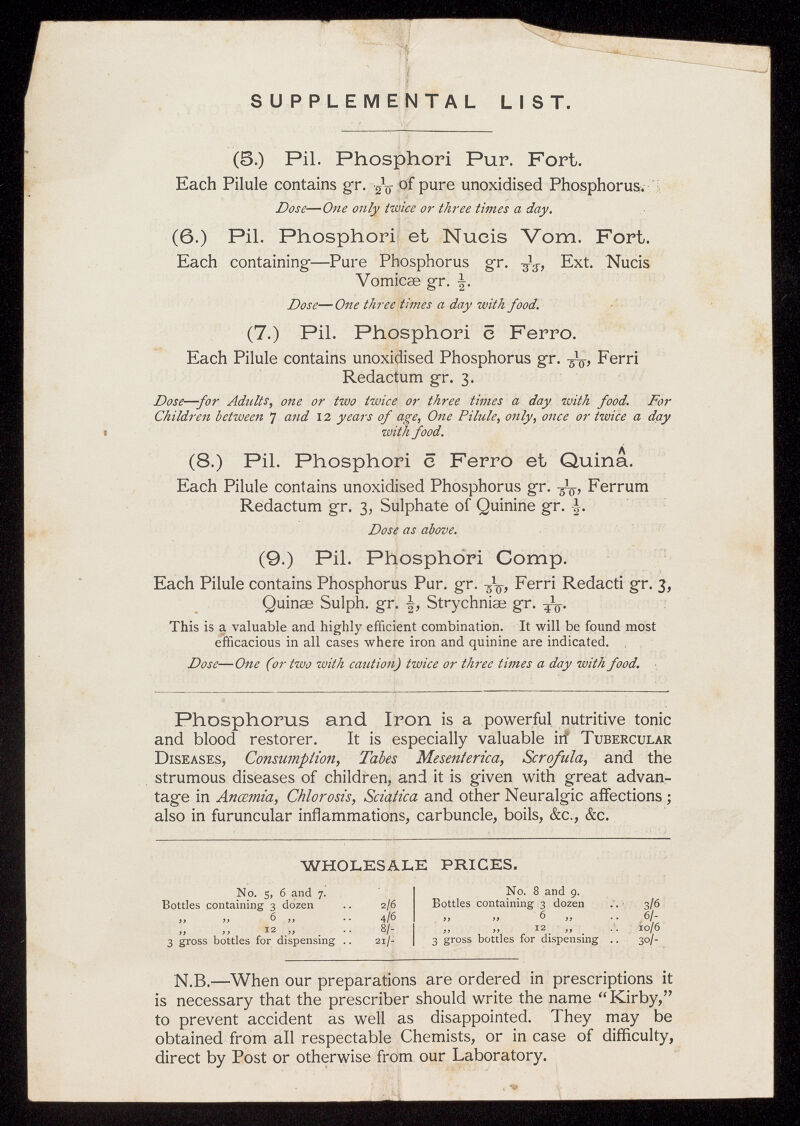 SUPPLEMENTAL LIST.
(5.) Pil. Phosphori Pur. Fort.
Each Pilule contains gr. 1/20 of pure unoxidised Phosphorus.
Dose—One only twice or three times a day.
(6.) Pil. Phosphori et Nucis Vom. Fort.
Each containing—Pure Phosphorus gr. 1/33, Ext. Nucis
Vomicæ gr. 1/2.
Dose—One three times a day with food.
(7.) Pil. Phosphori c̄ Ferro.
Each Pilule contains unoxidised Phosphorus gr. 1/50, Ferri
Redactum gr. 3.
Dose—for Adults, one or two twice or three times a day with food. For
Children between 7 and 12 years of age, One Pilule, only, once or twice a day
with food.
(8.) Pil. Phosphori c̄ Ferro et Quinâ.
Each Pilule contains unoxidised Phosphorus gr. 1/50, Ferrum
Redactum gr. 3, Sulphate of Quinine gr. 1/2.
Dose as above.
(9.) Pil. Phosphori Comp.
Each Pilule contains Phosphorus Pur. gr. 1/50, Ferri Redacti gr. 3,
Quinæ Sulph. gr. 1/2, Strychniæ gr. 1/40.
This is a valuable and highly efficient combination. It will be found most
efficacious in all cases where iron and quinine are indicated.
Dose—One (or two with caution) twice or three times a day with food.
Phosphorus and Iron is a powerful nutritive tonic
and blood restorer. It is especially valuable in Tubercular
Diseases, Consumption, Tabes Mesenterica, Scrofula, and the
strumous diseases of children, and it is given with great advan-
tage in Anæmia, Chlorosis, Sciatica and other Neuralgic affections;
also in furuncular inflammations, carbuncle, boils, &c., &c.
WHOLESALE PRICES.
No. 5, 6 and 7.
Bottles containing 3 dozen .. 2/6
,, ,, 6 ,, .. 4/6
,, ,, 12 ,, .. 8/-
3 gross bottles for dispensing .. 21/-
No. 8 and 9.
Bottles containing 3 dozen .. 3/6
,, ,, 6 ,, .. 6/-
,, ,, 12 ,, .. 10/6
3 gross bottles for dispensing .. 30/-
N.B.—When our preparations are ordered in prescriptions it
is necessary that the prescriber should write the name “Kirby,”
to prevent accident as well as disappointed. They may be
obtained from all respectable Chemists, or in case of difficulty,
direct by Post or otherwise from our Laboratory.